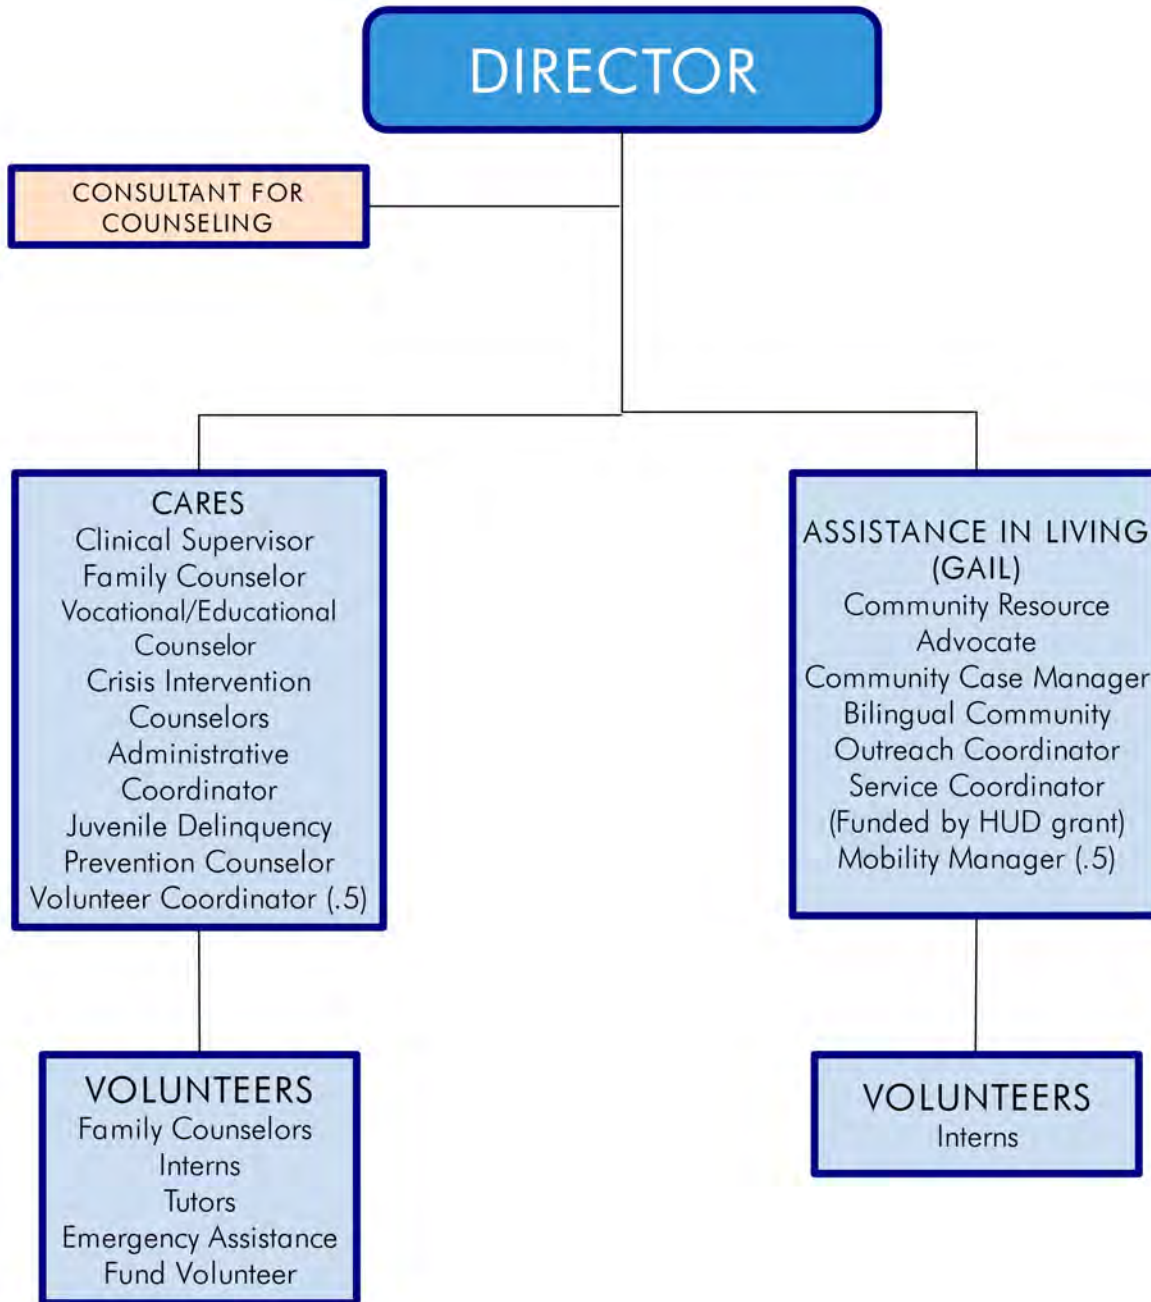 DIRECTOR
CONSULTANT FOR
COUNSELING
CARES
Clinical Supervisor
Family Counselor
Vocational/Educational
Counselor
Crisis Intervention
Counselors
Administrative
Coordinator
Juvenile Delinquency
Prevention Counselor
Volunteer Coordinator (.5)
ASSISTANCE IN LIVING
(GAIL)
Community Resource
Advocate
Community Case Manager
Bilingual Community
Outreach Coordinator
Service Coordinator
(Funded by HUD grant)
Mobility Manager (.5)
VOLUNTEERS
Family Counselors
Interns
Tutors
Emergency Assistance
Fund Volunteer
VOLUNTEERS
Interns